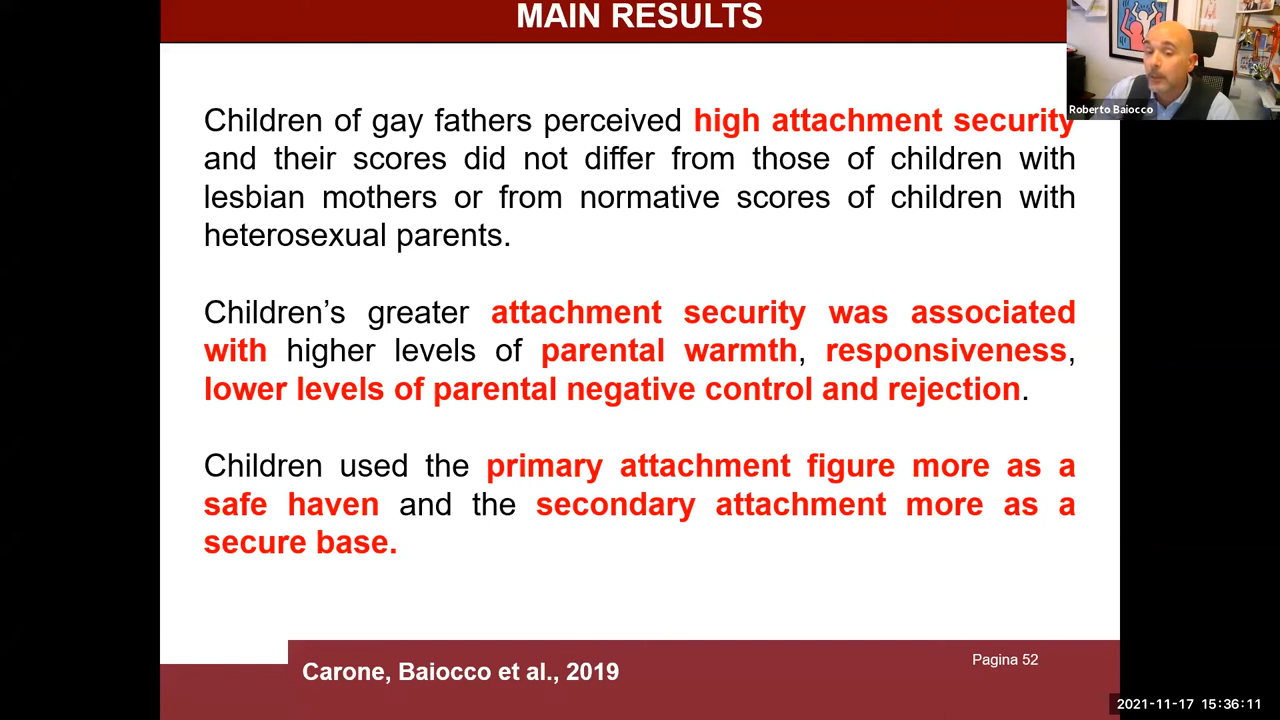 MAIN RESULTS
Roberto Baiocco
Children of gay fathers perceived high attachment security
and their scores did not differ from those of children with
lesbian mothers or from normative scores of children with
heterosexual parents.
Children’s greater attachment security was associated
with higher levels of parental warmth, responsiveness,
lower levels of parental negative control and rejection.
Children used the primary attachment figure more as a
safe haven and the secondary attachment more as a
secure base.
Carone, Baiocco et al., 2019
Pagina 52
2021-11-17 15:36:11